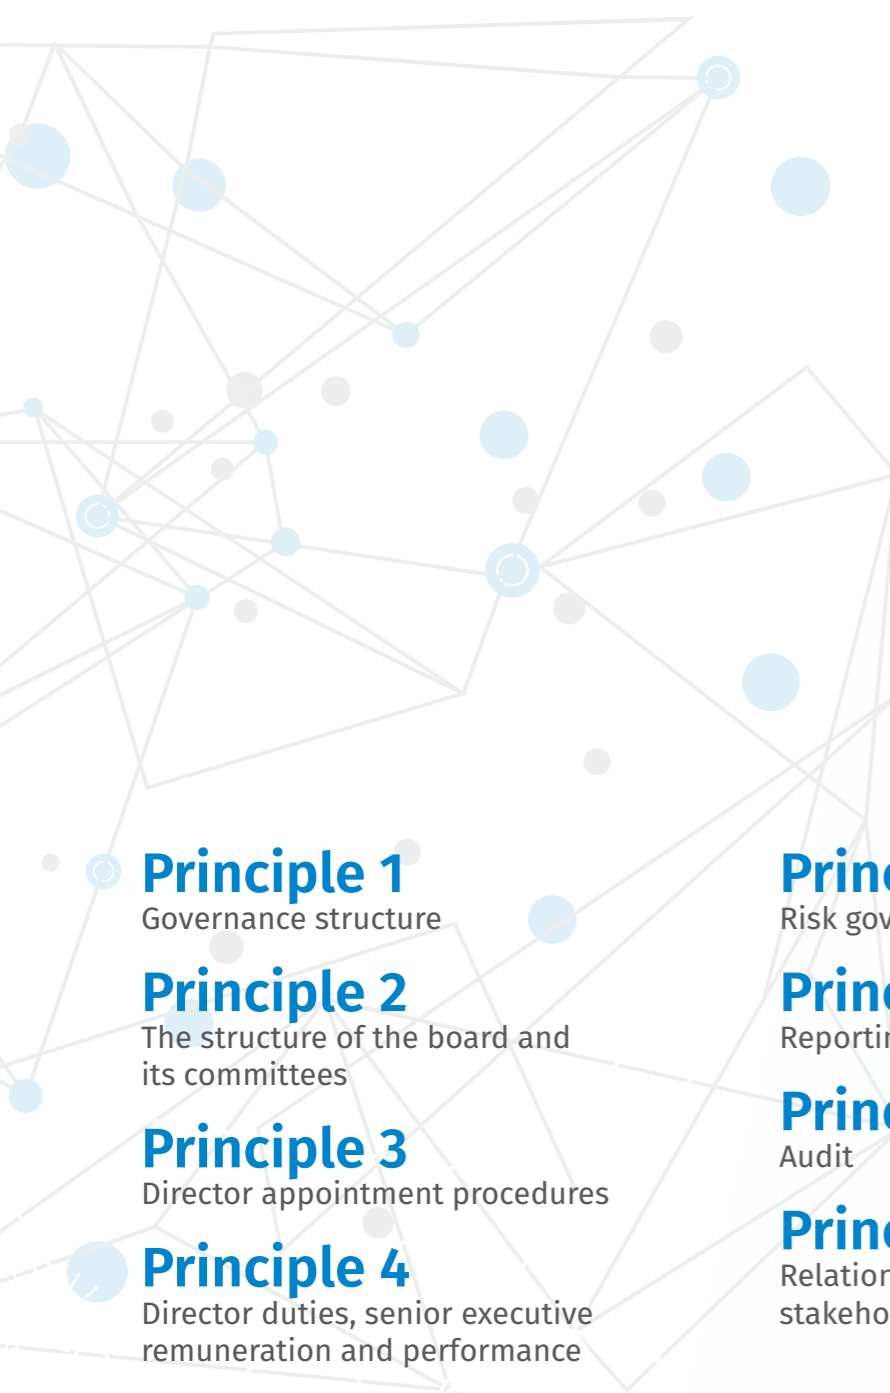 Principle 1
Governance structure
Principle 2
The structure of the board and
its committees
Principle 3
Director appointment procedures
Principle 4
Director duties, senior executive
remuneration and performance
Risk
Audit